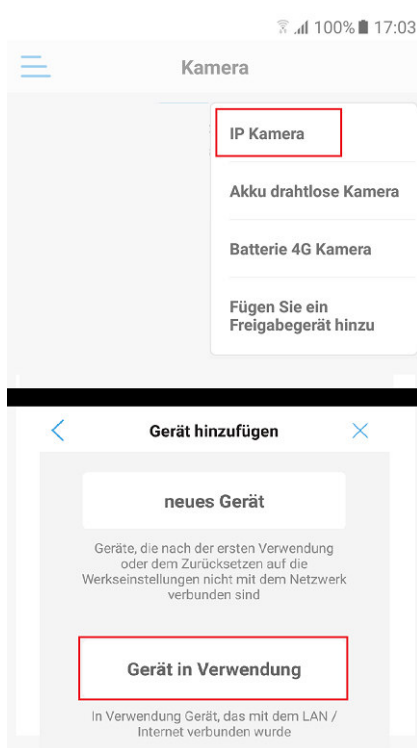 100% 17:03
Kamera
IP Kamera
Akku drahtlose Kamera
Batterie 4G Kamera
Fügen Sie ein
Freigabegerät hinzu
Gerät hinzufügen
neues Gerät
Geräte, die nach der ersten Verwendung
oder dem Zurücksetzen auf die
Werkseinstellungen nicht mit dem Netzwerk
verbunden sind
Gerät in Verwendung
In Verwendung Gerät, das mit dem LAN /
Internet verbunden wurde